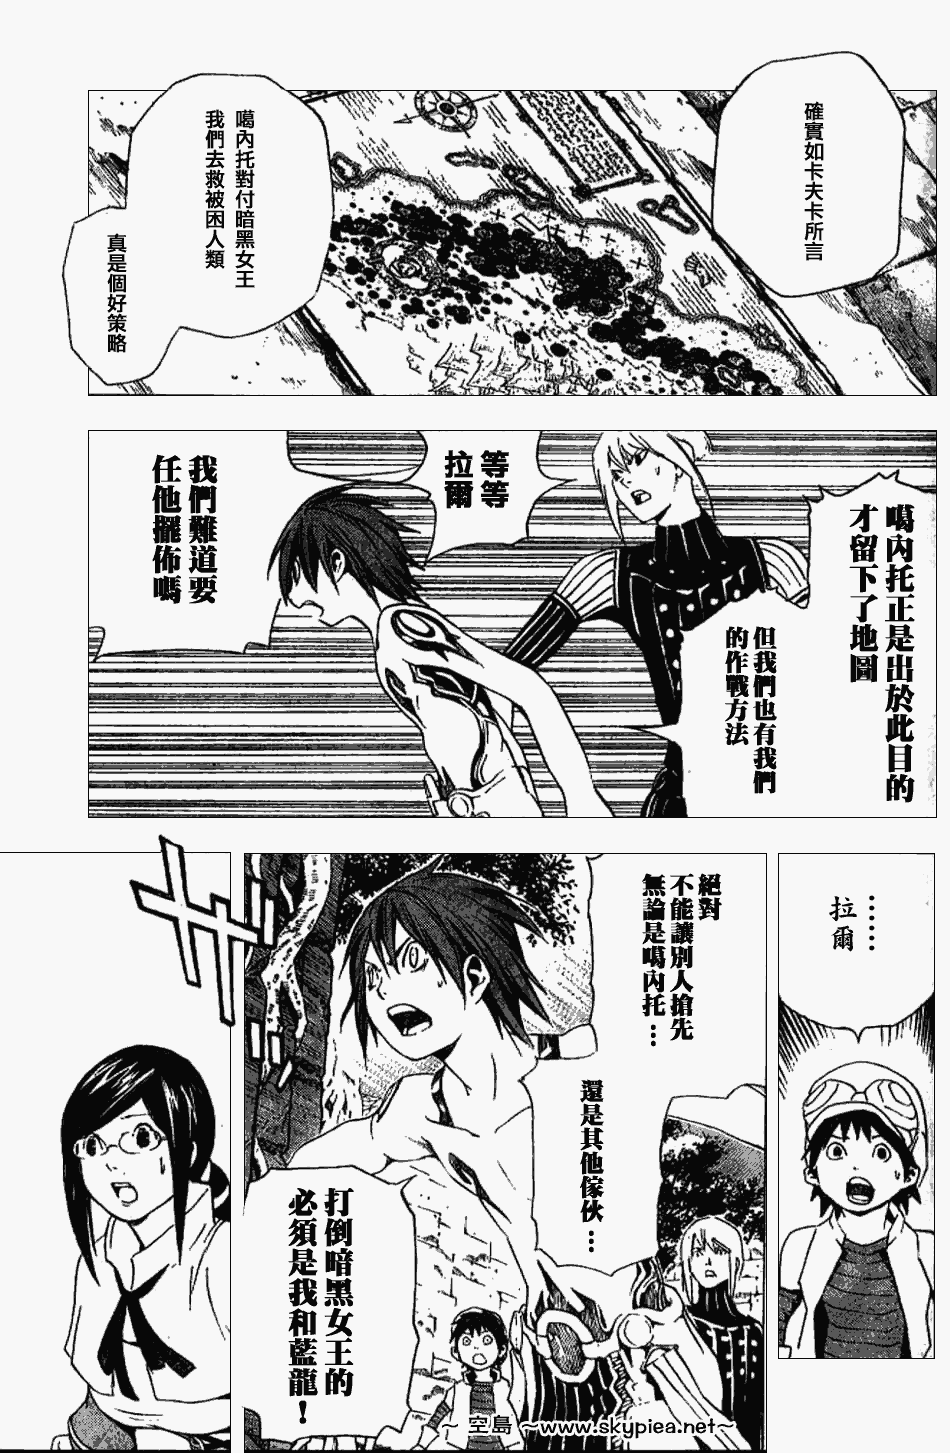 確實如卡夫卡所言
噶內托對付暗黑女王
我們去救被困人類
真是個好策略
噶內托正是出於此目的
才留下了地圖
但我們也有我們
的作戰方法
等等
拉爾
我們難道要
任他擺佈嗎
……
拉爾
絕對
不能讓別人搶先
無論是噶內托…
還是其他傢伙…
打倒暗黑女王的
必須是我和藍龍！
～ 空島 ～www.skypiea.net～